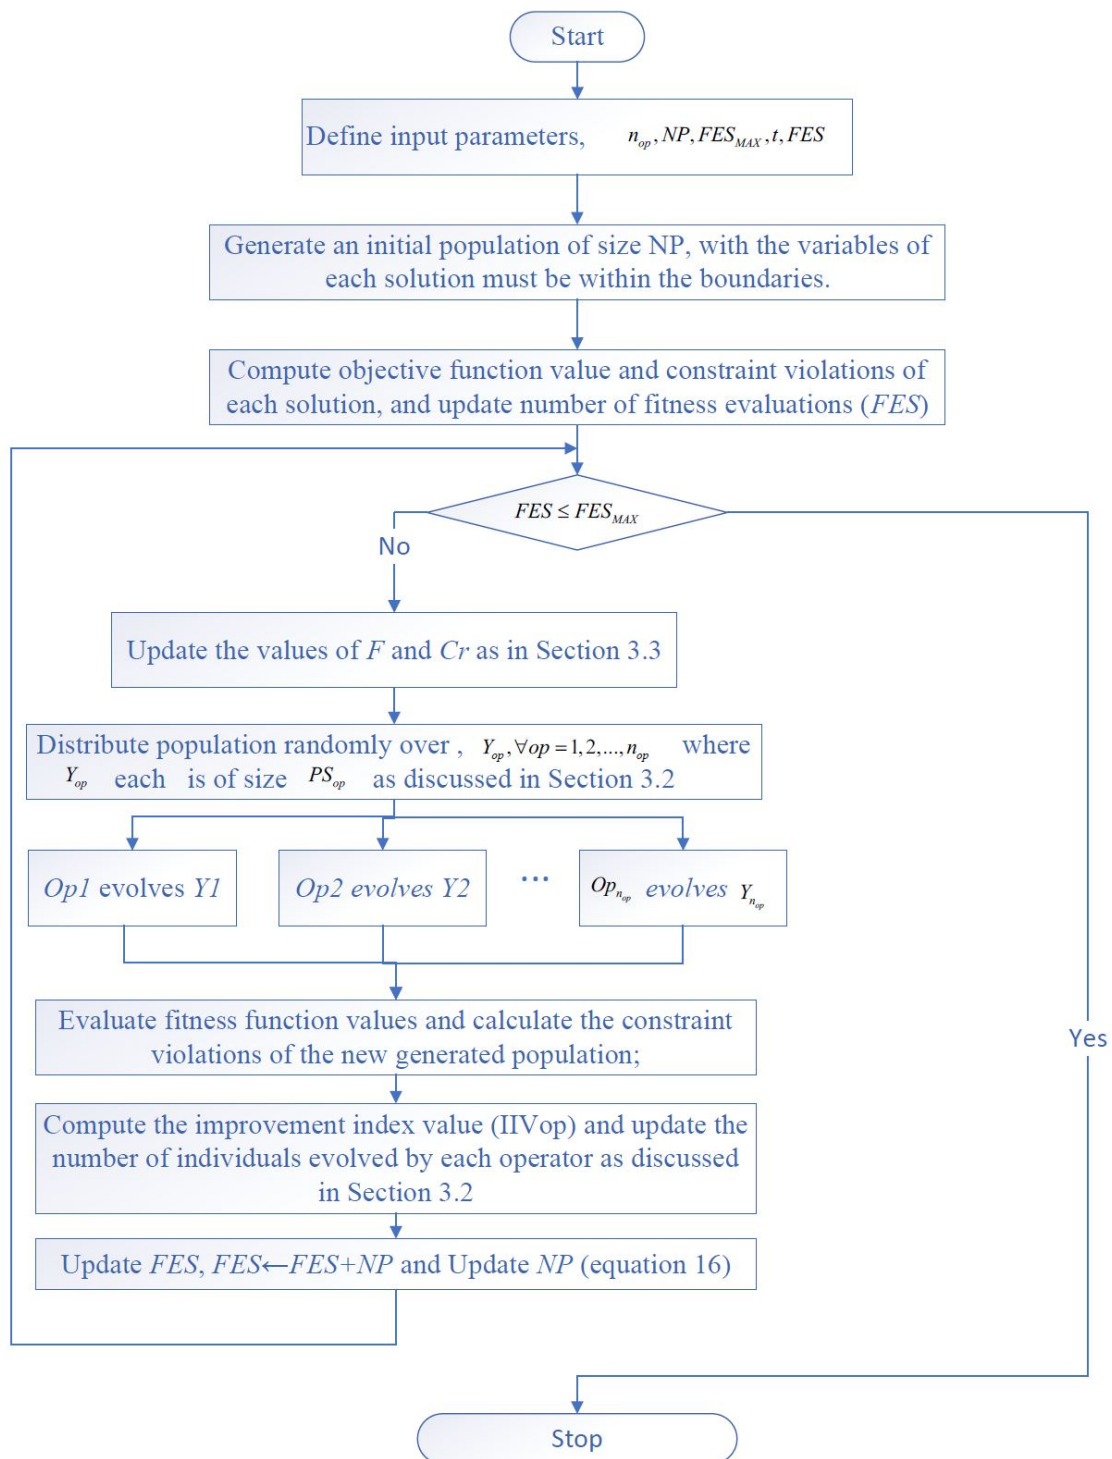 Start
Define input parameters, n_op, NP, FES_MAX, t, FES
Generate an initial population of size NP, with the variables of
each solution must be within the boundaries.
Compute objective function value and constraint violations of
each solution, and update number of fitness evaluations (FES)
FES ≤ FES_MAX
No
Update the values of F and Cr as in Section 3.3
Distribute population randomly over , Y_op, ∀op = 1, 2, ..., n_op where
Y_op each is of size PS_op as discussed in Section 3.2
Op1 evolves Y1
Op2 evolves Y2
...
Op_n_op evolves Y_n_op
Evaluate fitness function values and calculate the constraint
violations of the new generated population;
Yes
Compute the improvement index value (IIVop) and update the
number of individuals evolved by each operator as discussed
in Section 3.2
Update FES, FES←FES+NP and Update NP (equation 16)
Stop